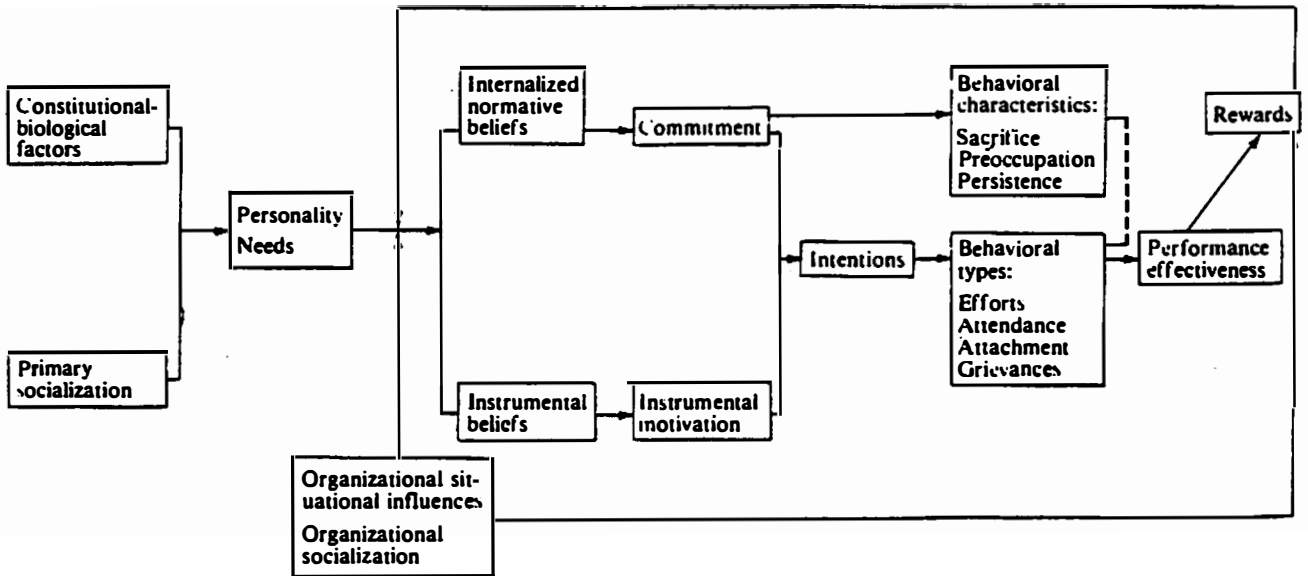 Constitutional-
biological
factors
Primary
socialization
Personality
Needs
Organizational sit-
uational influences
Organizational
socialization
Internalized
normative
beliefs
Commitment
Instrumental
beliefs
Instrumental
motivation
Intentions
Behavioral
characteristics:
Sacrifice
Preoccupation
Persistence
Behavioral
types:
Efforts
Attendance
Attachment
Grievances
Performance
effectiveness
Rewards